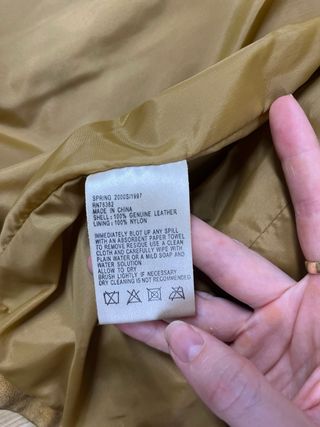 SPRING 2000S/1997
RN76382
MADE IN CHINA
SHELL:100% GENUINE LEATHER
LINING:100% NYLON
IMMEDIATELY BLOT UP ANY SPILL
WITH AN ABSORBENT PAPER TOWEL
TO REMOVE RESIDUE USE A CLEAN
CLOTH AND CAREFULLY WIPE WITH
PLAIN WATER OR A MILD SOAP AND
WATER SOLUTION
ALLOW TO DRY
BRUSH LIGHTLY IF NECESSARY
DRY CLEANING IS NOT RECOMMENDED